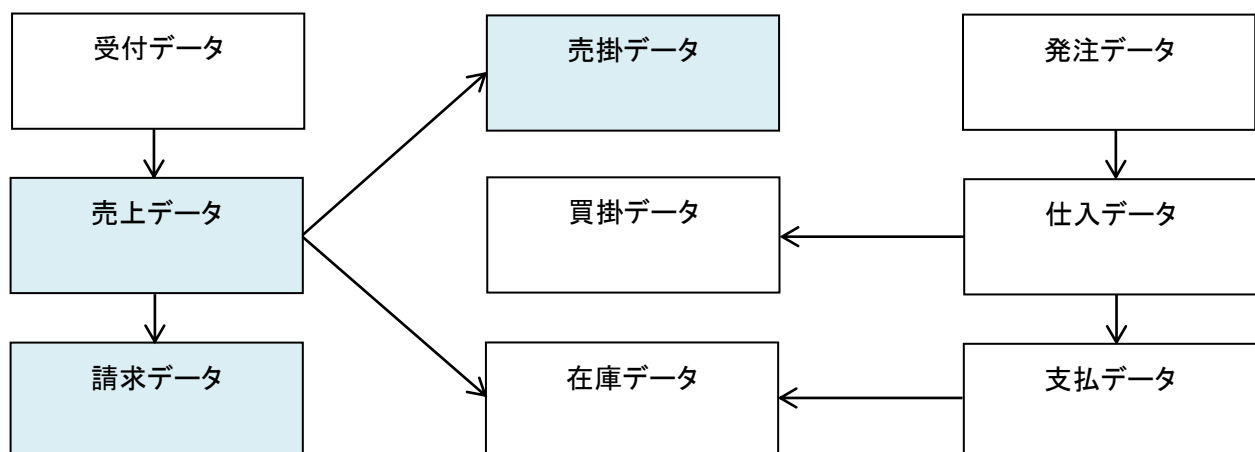 受付データ
売掛データ
発注データ
売上データ
買掛データ
仕入データ
請求データ
在庫データ
支払データ